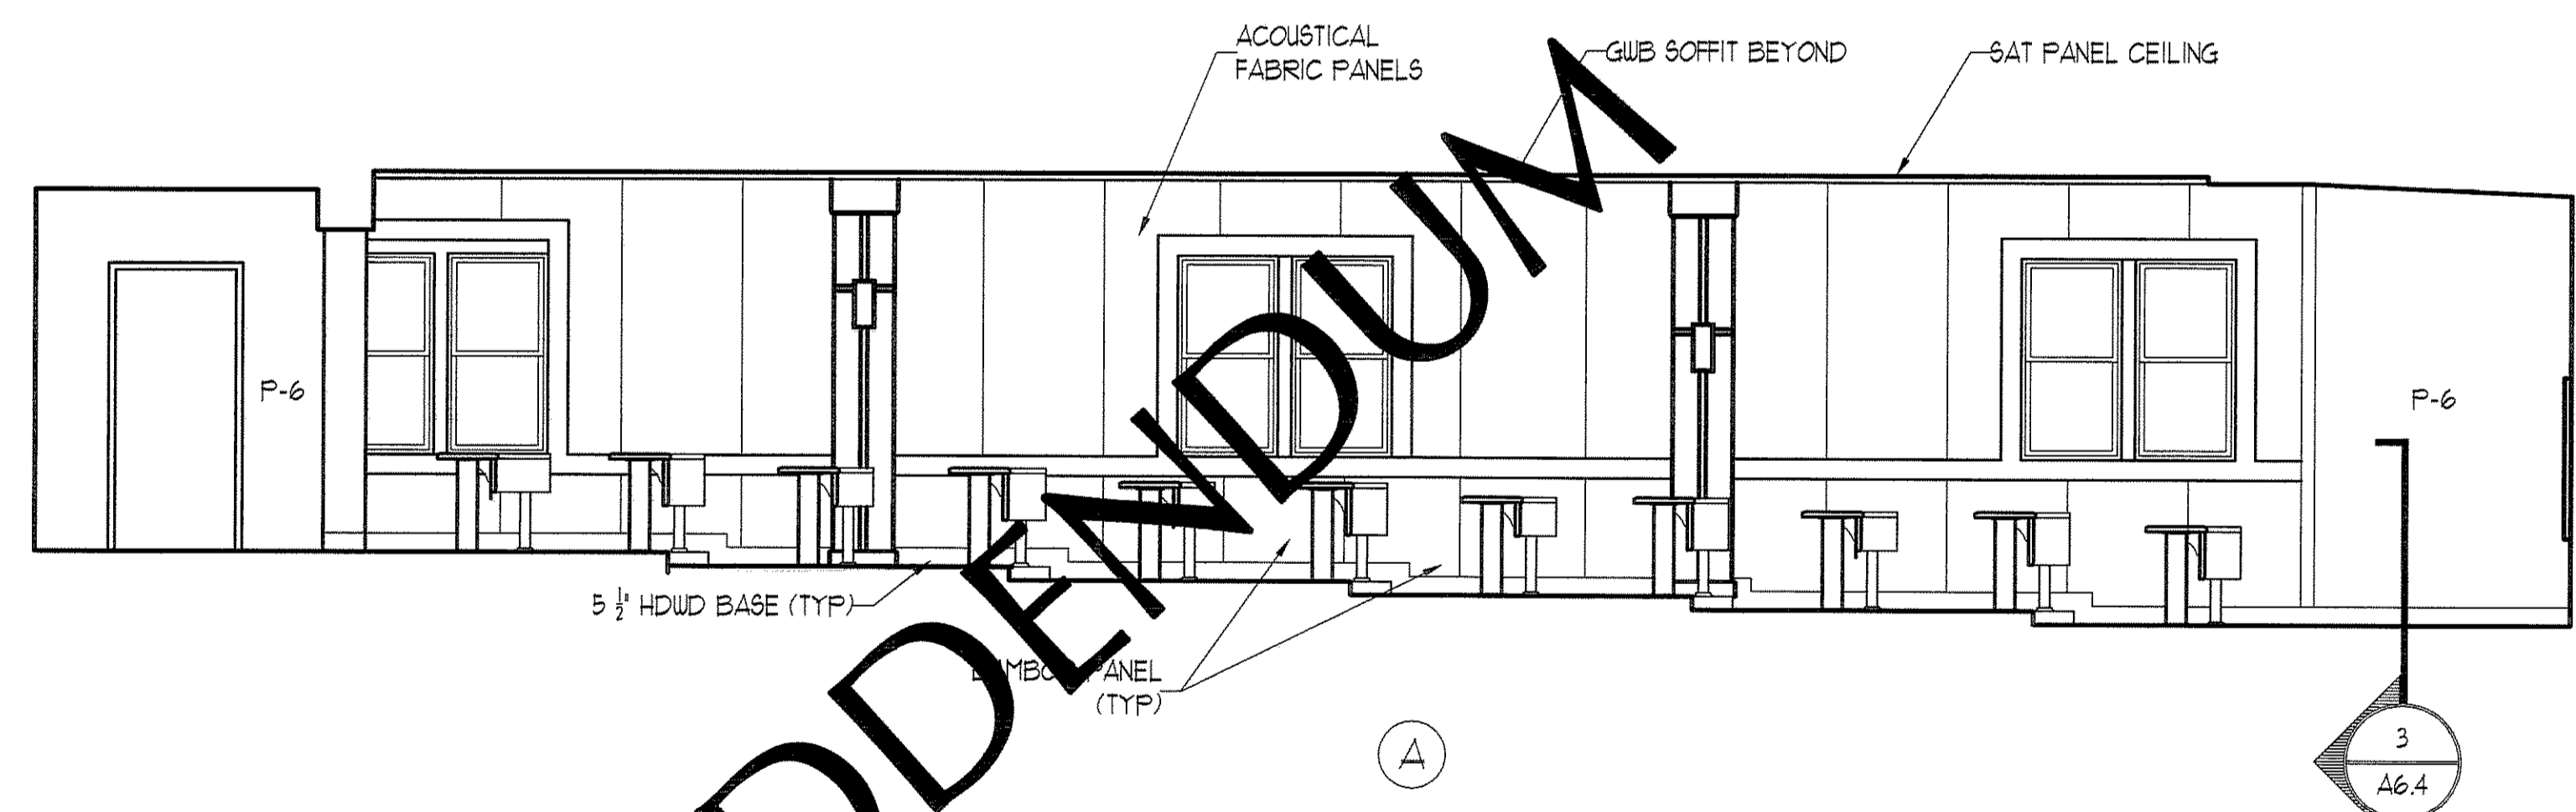 ACOUSTICAL
FABRIC PANELS
GWB SOFFIT BEYOND
SAT PANEL CEILING
P-6
P-6
5 1/2" HDWD BASE (TYP)
PANEL
(TYP)
A
3
A6.4
DDENDUM